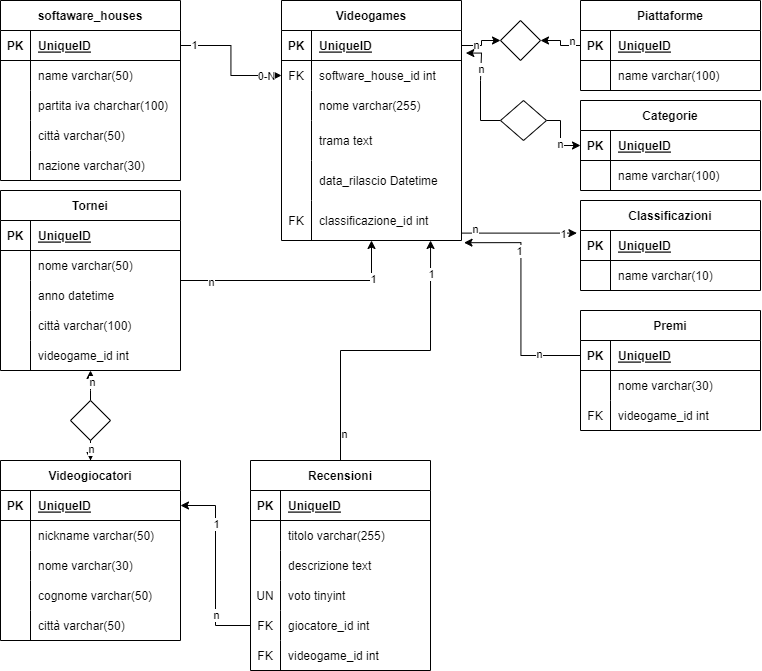 softaware_houses
PK UniqueID
name varchar(50)
partita iva charchar(100)
città varchar(50)
nazione varchar(30)
1
0-N
Videogames
PK UniqueID
FK software_house_id int
nome varchar(255)
trama text
data_rilascio Datetime
FK classificazione_id int
n
n
Piattaforme
PK UniqueID
name varchar(100)
n
n
Categorie
PK UniqueID
name varchar(100)
n
1
Classificazioni
PK UniqueID
name varchar(10)
1
n
Premi
PK UniqueID
nome varchar(30)
FK videogame_id int
Tornei
PK UniqueID
nome varchar(50)
anno datetime
città varchar(100)
videogame_id int
n
1
1
n
n
n
Videogiocatori
PK UniqueID
nickname varchar(50)
nome varchar(30)
cognome varchar(50)
città varchar(50)
1
n
Recensioni
PK UniqueID
titolo varchar(255)
descrizione text
UN voto tinyint
FK giocatore_id int
FK videogame_id int